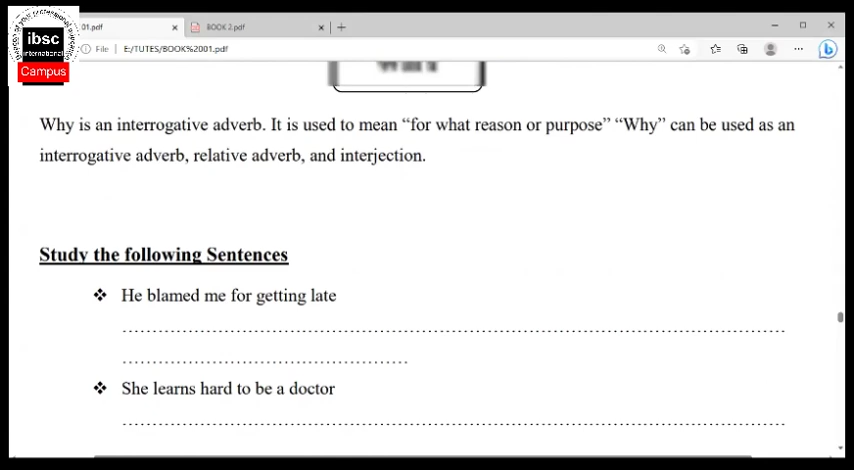 01.pdf
BOOK 2.pdf
ibsc
international
Campus
File
E:/TUTES/BOOK%2001.pdf
Why is an interrogative adverb. It is used to mean “for what reason or purpose” “Why” can be used as an
interrogative adverb, relative adverb, and interjection.
Study the following Sentences
❖ He blamed me for getting late
❖ She learns hard to be a doctor